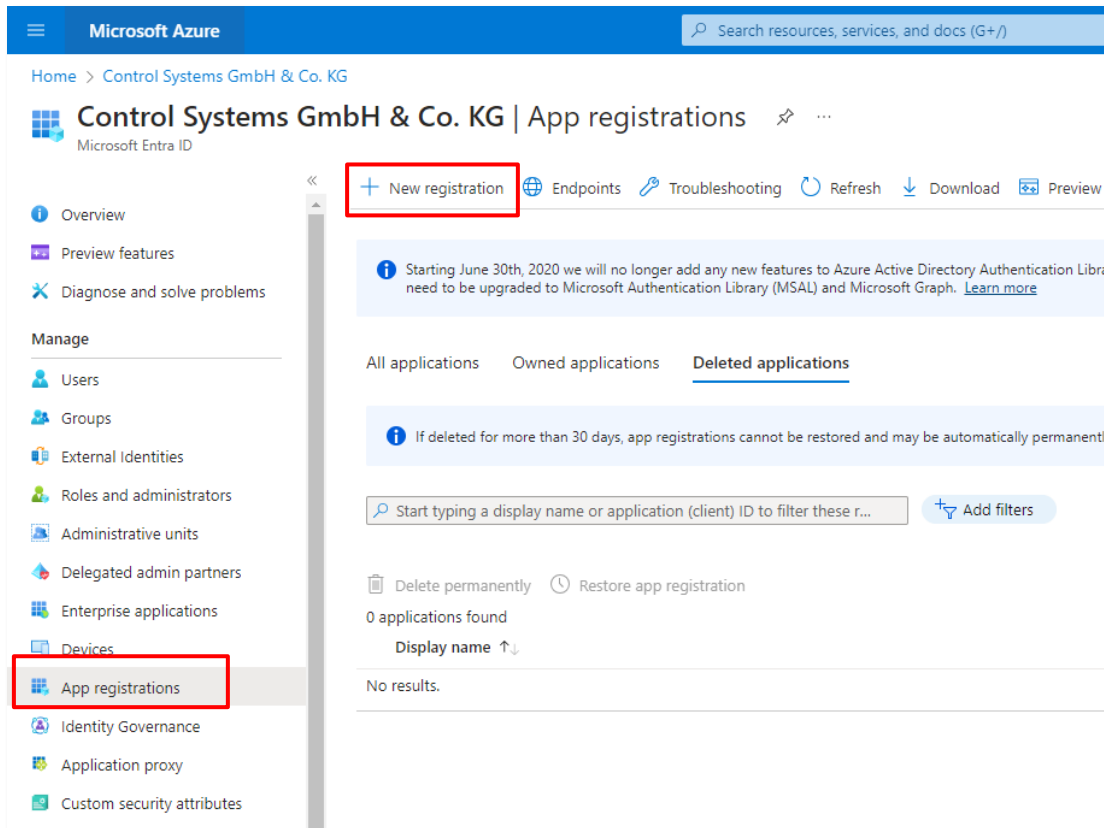 Microsoft Azure
Search resources, services, and docs (G+/)
Home > Control Systems GmbH & Co. KG
Control Systems GmbH & Co. KG | App registrations
Microsoft Entra ID
New registration
Endpoints
Troubleshooting
Refresh
Download
Preview
Overview
Preview features
Diagnose and solve problems
Manage
Users
Groups
External Identities
Roles and administrators
Administrative units
Delegated admin partners
Enterprise applications
Devices
App registrations
Identity Governance
Application proxy
Custom security attributes
Starting June 30th, 2020 we will no longer add any new features to Azure Active Directory Authentication Libra
need to be upgraded to Microsoft Authentication Library (MSAL) and Microsoft Graph. Learn more
All applications
Owned applications
Deleted applications
If deleted for more than 30 days, app registrations cannot be restored and may be automatically permanentl
Start typing a display name or application (client) ID to filter these r...
Add filters
Delete permanently
Restore app registration
0 applications found
Display name
No results.